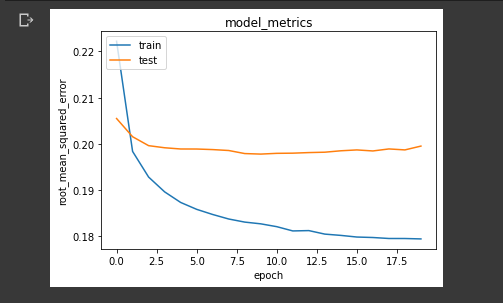 model_metrics
train
test
root_mean_squared_error
0.22
0.21
0.20
0.19
0.18
0.0 2.5 5.0 7.5 10.0 12.5 15.0 17.5
epoch